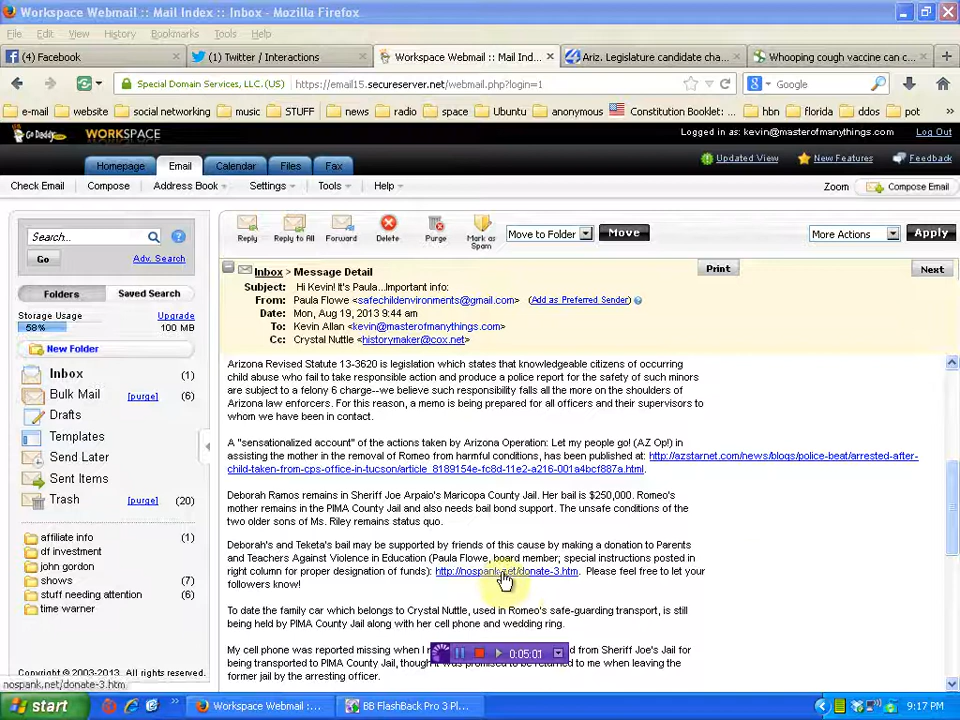 Workspace Webmail :: Mail Index :: Inbox - Mozilla Firefox
File Edit View History Bookmarks Tools Help
(4) Facebook × (1) Twitter / Interactions × Workspace Webmail :: Mail Ind... × Ariz. Legislature candidate cha... × Whooping cough vaccine can c... × +
Special Domain Services, LLC. (US) https://email15.secureserver.net/webmail.php?login=1 Google
e-mail website social networking music STUFF news radio space Ubuntu anonymous Constitution Booklet: ... hbn florida ddos pot »
Go Daddy WORKSPACE Logged in as: kevin@masterofmanythings.com Log Out
Homepage Email Calendar Files Fax Updated View New Features Feedback
Check Email Compose Address Book Settings Tools Help Zoom Compose Email
Search... ?
Go Adv. Search
Reply Reply to All Forward Delete Purge Mark as Spam Move to Folder Move More Actions Apply
Folders Saved Search
Storage Usage Upgrade
58% 100 MB
New Folder
Inbox (1)
Bulk Mail [purge] (6)
Drafts
Templates
Send Later
Sent Items
Trash [purge] (20)
affiliate info (1)
df investment
john gordon
shows (7)
stuff needing attention (6)
time warner
Copyright © 2003-2013. All rights
Inbox > Message Detail Print Next
Subject: Hi Kevin! It's Paula...Important info:
From: Paula Flowe <safechildenvironments@gmail.com> (Add as Preferred Sender) ?
Date: Mon, Aug 19, 2013 9:44 am
To: Kevin Allan <kevin@masterofmanythings.com>
Cc: Crystal Nuttle <historymaker@cox.net>
Arizona Revised Statute 13-3620 is legislation which states that knowledgeable citizens of occurring
child abuse who fail to take responsible action and produce a police report for the safety of such minors
are subject to a felony 6 charge--we believe such responsibility falls all the more on the shoulders of
Arizona law enforcers. For this reason, a memo is being prepared for all officers and their supervisors to
whom we have been in contact.
A "sensationalized account" of the actions taken by Arizona Operation: Let my people go! (AZ Op!) in
assisting the mother in the removal of Romeo from harmful conditions, has been published at: http://azstarnet.com/news/blogs/police-beat/arrested-after-
child-taken-from-cps-office-in-tucson/article_8189154e-fc8d-11e2-a216-001a4bcf887a.html.
Deborah Ramos remains in Sheriff Joe Arpaio's Maricopa County Jail. Her bail is $250,000. Romeo's
mother remains in the PIMA County Jail and also needs bail bond support. The unsafe conditions of the
two older sons of Ms. Riley remains status quo.
Deborah's and Teketa's bail may be supported by friends of this cause by making a donation to Parents
and Teachers Against Violence in Education (Paula Flowe, board member; special instructions posted in
right column for proper designation of funds): http://nospank.net/donate-3.htm. Please feel free to let your
followers know!
To date the family car which belongs to Crystal Nuttle, used in Romeo's safe-guarding transport, is still
being held by PIMA County Jail along with her cell phone and wedding ring.
My cell phone was reported missing when I from Sheriff Joe's Jail for
being transported to PIMA County Jail, though it was promised returned to me when leaving the
former jail by the arresting officer.
0:05:01
nospank.net/donate-3.htm
start Workspace Webmail :... BB FlashBack Pro 3 Pl... 9:17 PM